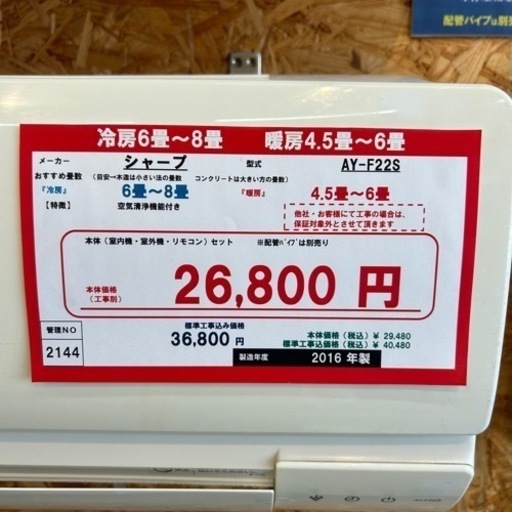 配管パイプは別売
冷房6畳～8畳 暖房4.5畳～6畳
メーカー シャープ 型式 AY-F22S
おすすめ畳数 （目安→木造は小さい法の畳数 コンクリートは大きい方の畳数）
『冷房』 6畳～8畳 『暖房』 4.5畳～6畳
【特徴】 空気清浄機能付き
他社・お客様にて工事の場合は、
保証対象外とさせて頂きます
本体（室内機・室外機・リモコン）セット ※配管ﾊﾟｲﾌﾟは別売り
本体価格
（工事別）
26,800 円
管理NO
2144
標準工事込み価格
36,800 円
本体価格（税込）¥ 29,480
標準工事込価格（税込）¥ 40,480
製造年度 2016 年製